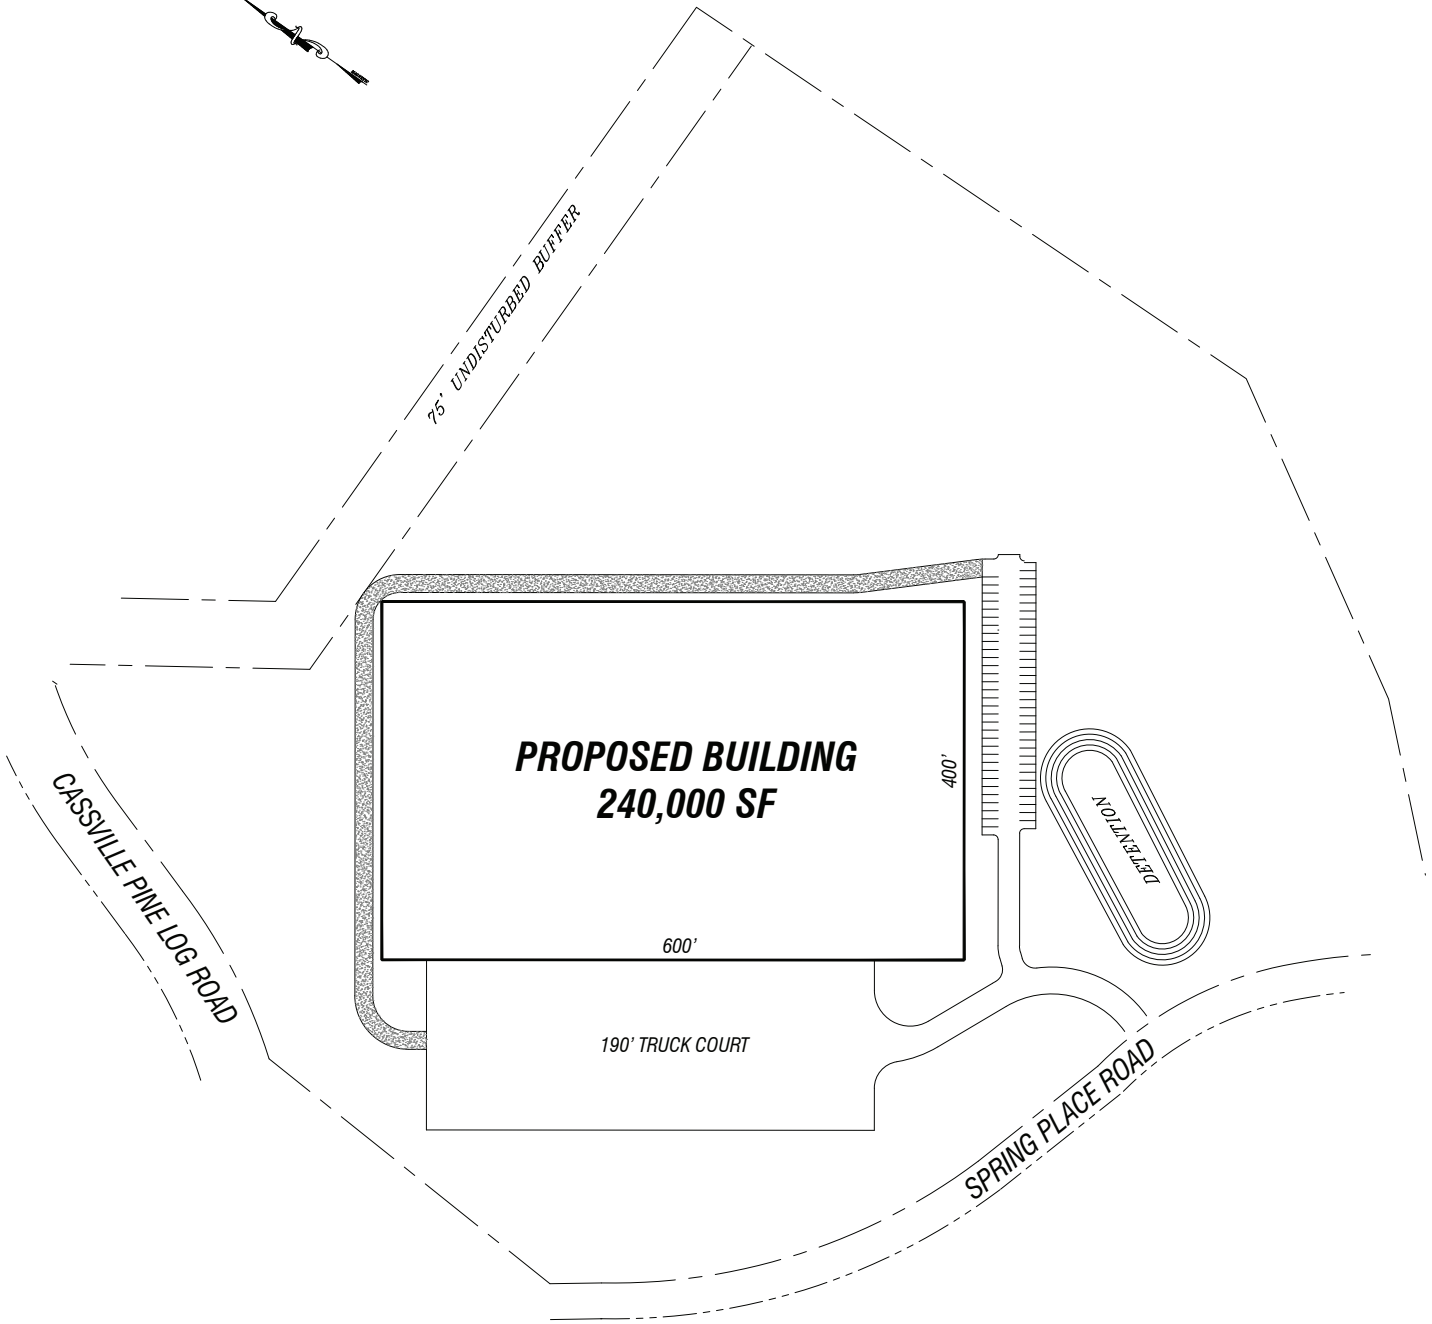 75' UNDISTURBED BUFFER
PROPOSED BUILDING
240,000 SF
400'
600'
DETENTION
CASSVILLE PINE LOG ROAD
190' TRUCK COURT
SPRING PLACE ROAD